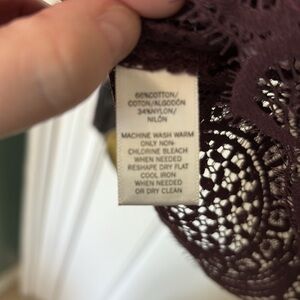 66%COTTON/
COTON/ALGODÓN
34%NYLON/
NILÓN
MACHINE WASH WARM
ONLY NON-
CHLORINE BLEACH
WHEN NEEDED
RESHAPE DRY FLAT
COOL IRON
WHEN NEEDED
OR DRY CLEAN